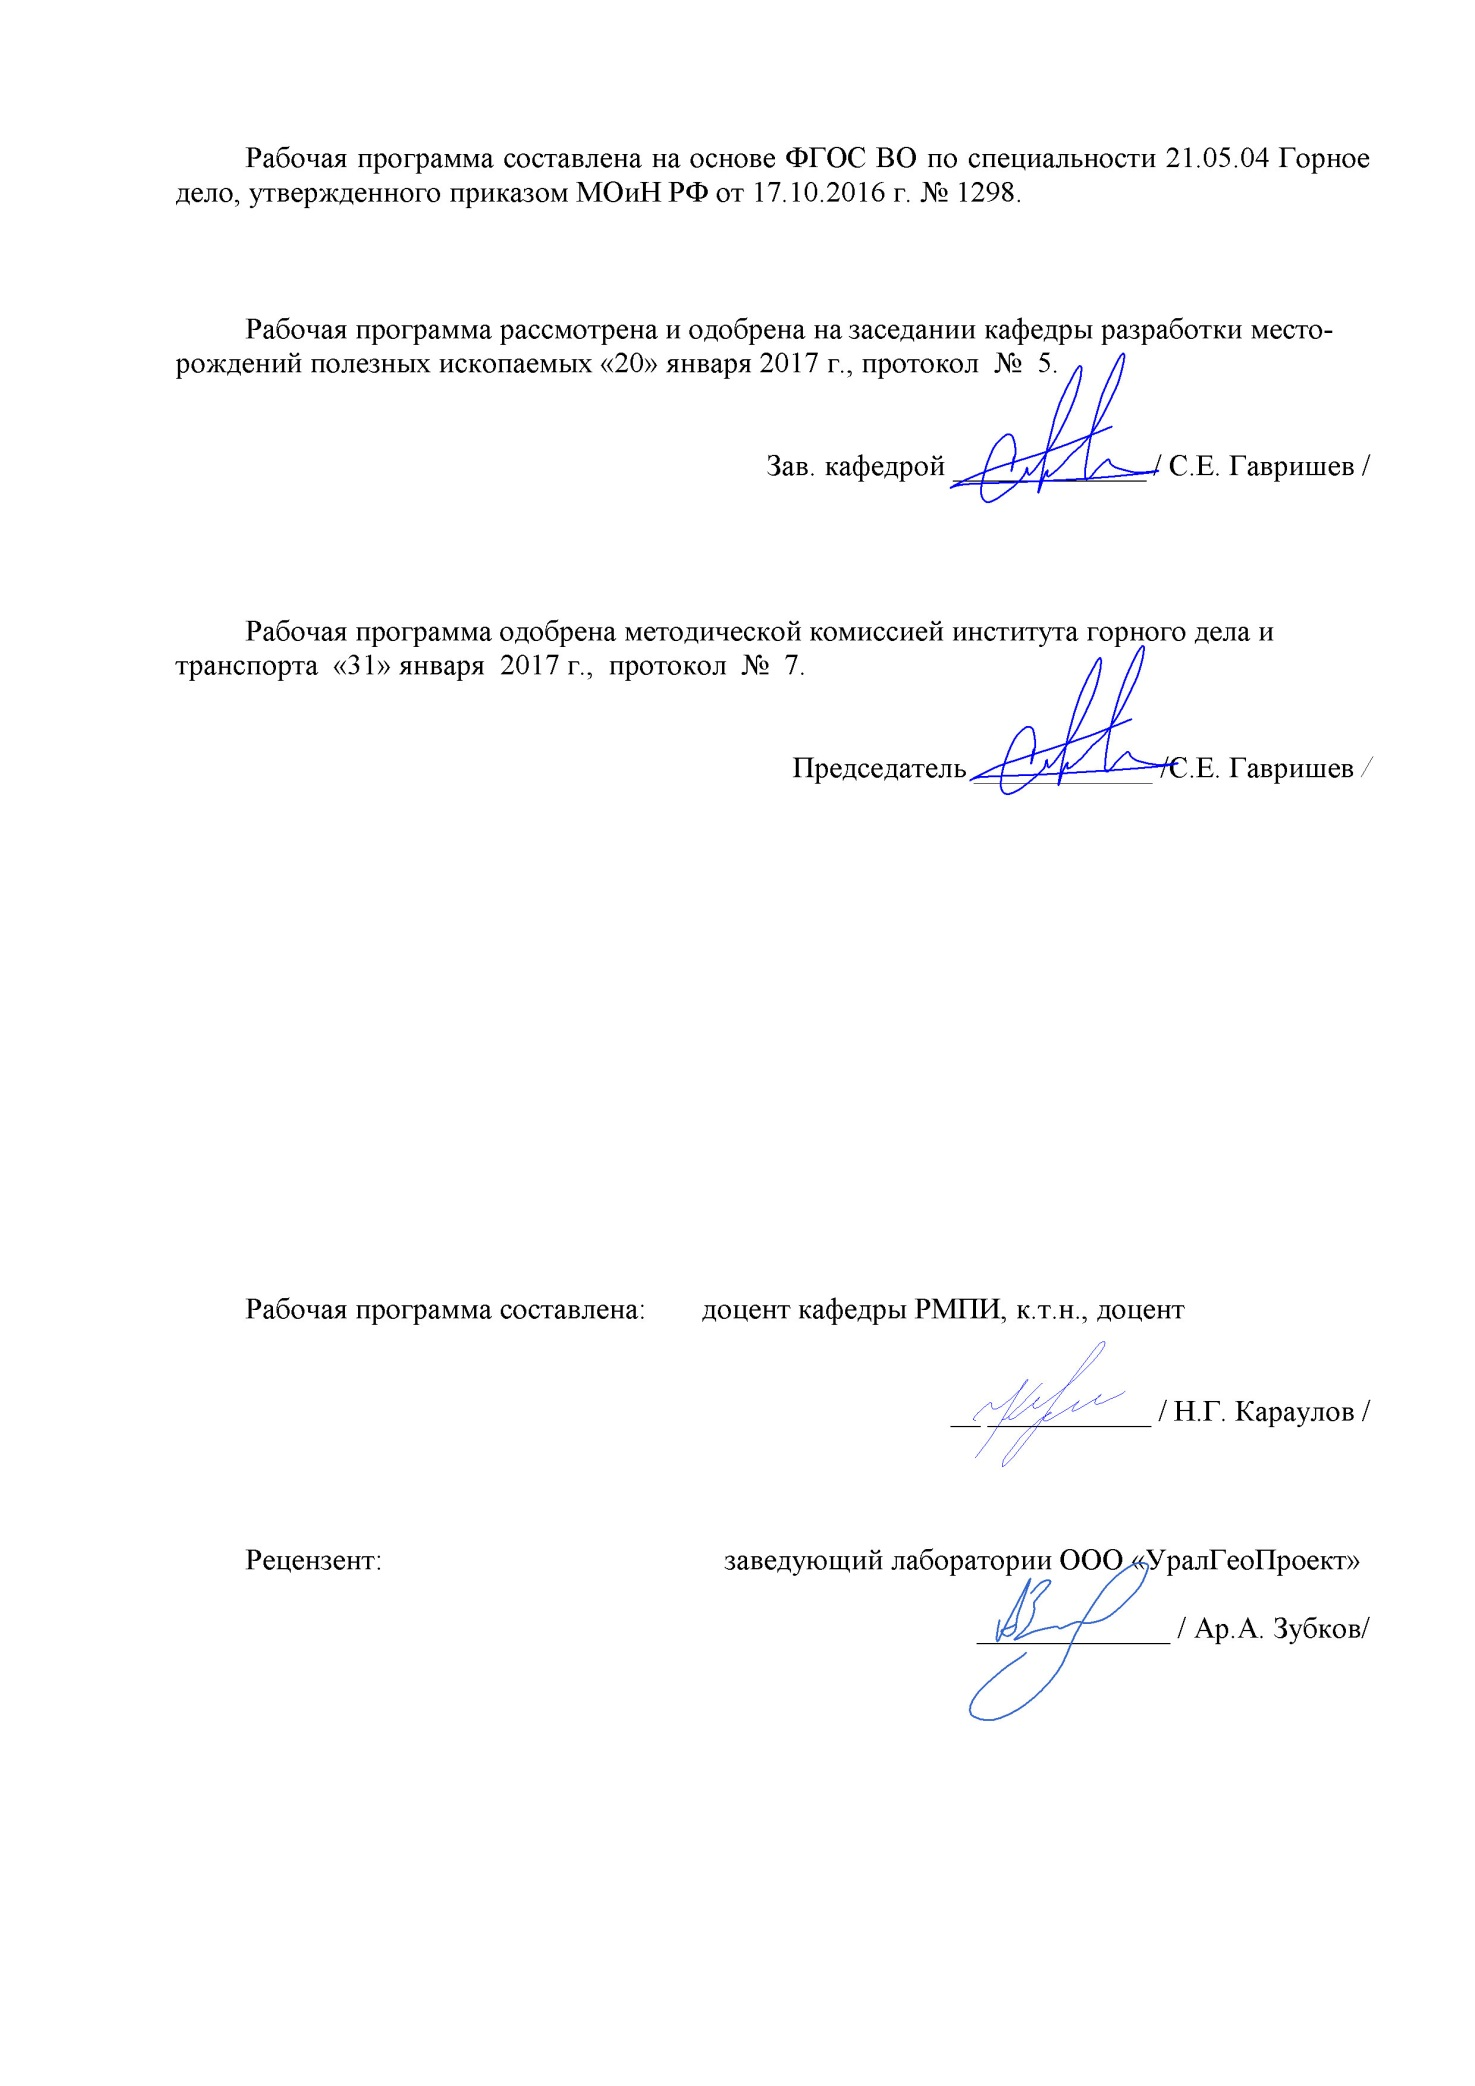 Рабочая программа составлена на основе ФГОС ВО по специальности 21.05.04 Горное
дело, утвержденного приказом МОиН РФ от 17.10.2016 г. № 1298.
Рабочая программа рассмотрена и одобрена на заседании кафедры разработки место-
рождений полезных ископаемых «20» января 2017 г., протокол № 5.
Зав. кафедрой ______________/ С.Е. Гавришев /
Рабочая программа одобрена методической комиссией института горного дела и
транспорта «31» января 2017 г., протокол № 7.
Председатель ____________ /С.Е. Гавришев /
Рабочая программа составлена: доцент кафедры РМПИ, к.т.н., доцент
_____________ / Н.Г. Караулов /
Рецензент: заведующий лаборатории ООО «УралГеоПроект»
_____________ / Ар.А. Зубков/